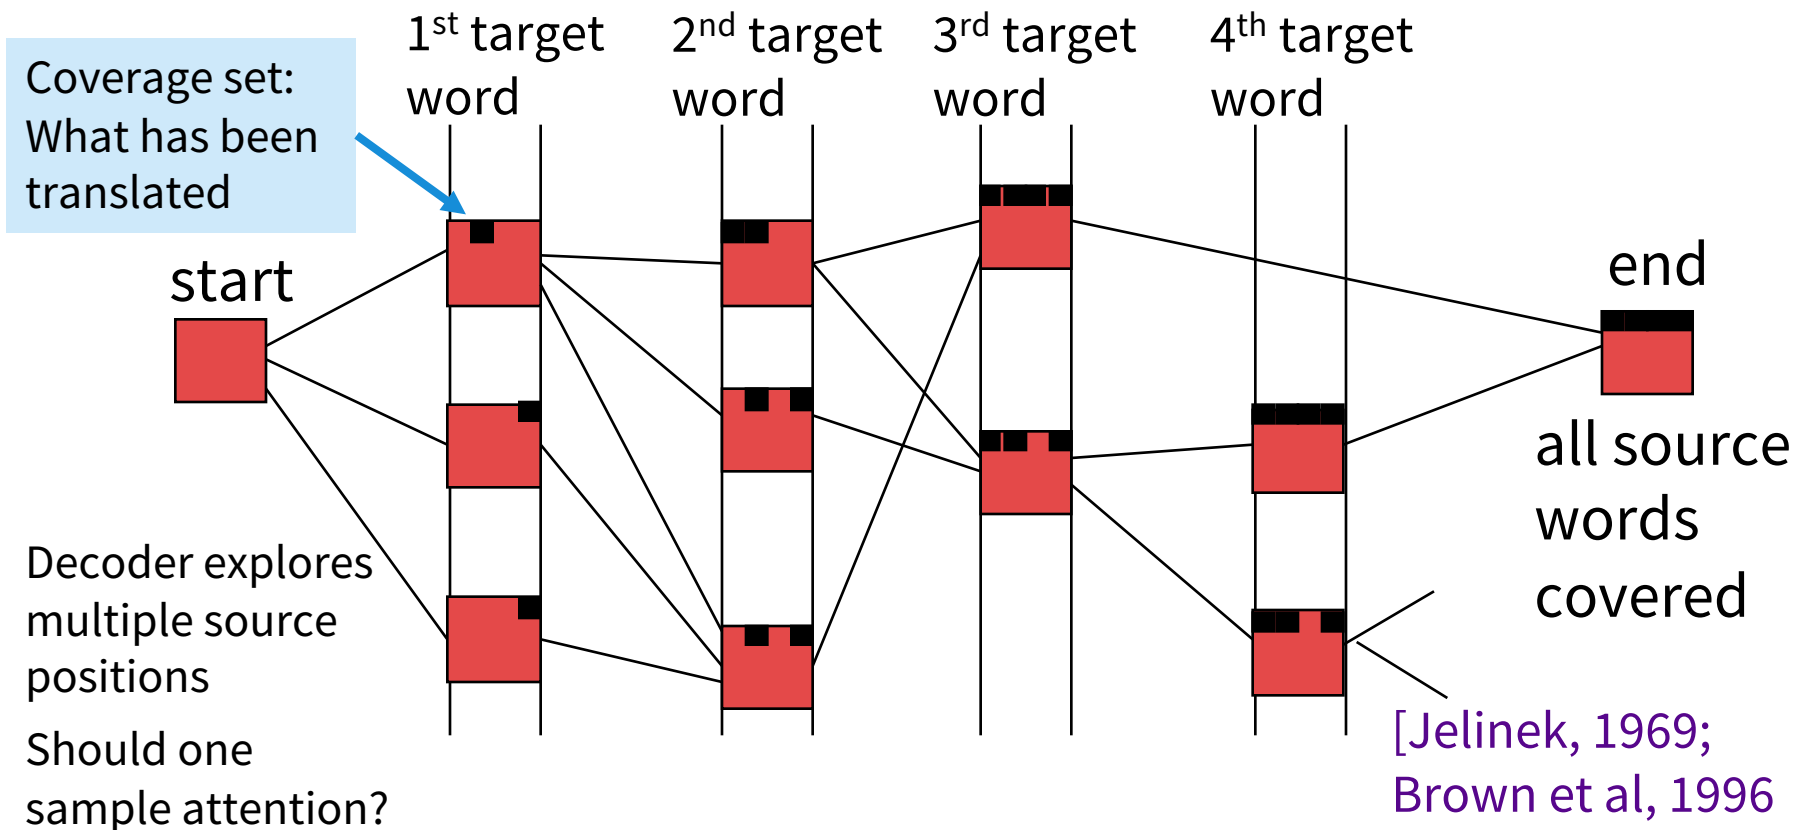 Coverage set:
What has been
translated
1st target
word
2nd target
word
3rd target
word
4th target
word
start
end
all source
words
covered
Decoder explores
multiple source
positions
Should one
sample attention?
[Jelinek, 1969;
Brown et al, 1996